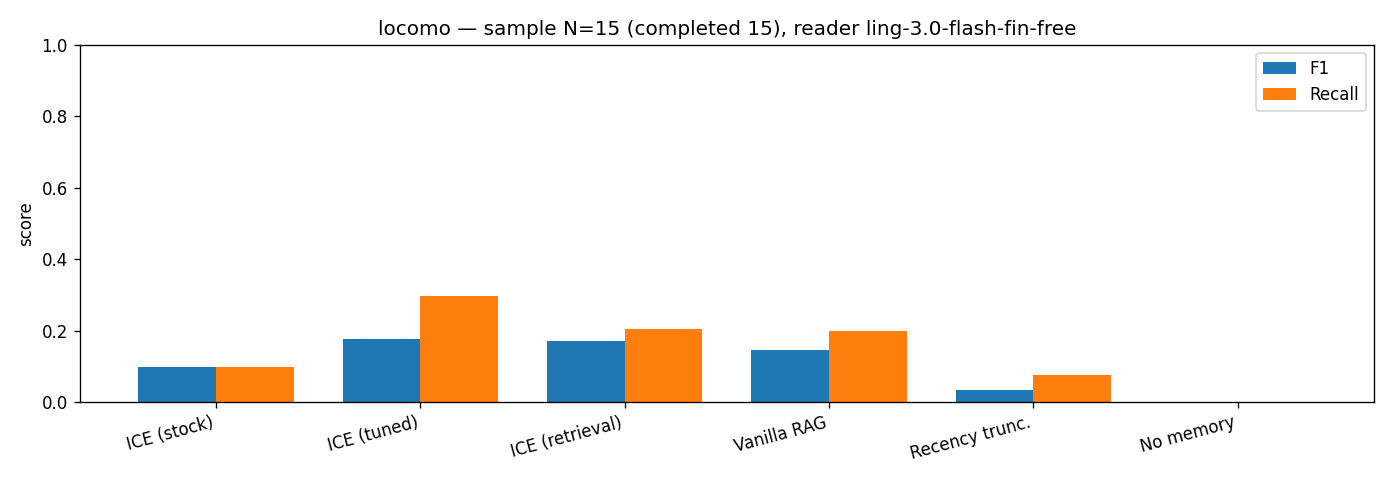 locomo — sample N=15 (completed 15), reader ling-3.0-flash-fin-free
F1
Recall
score
1.0
0.8
0.6
0.4
0.2
0.0
ICE (stock)
ICE (tuned)
ICE (retrieval)
Vanilla RAG
Recency trunc.
No memory